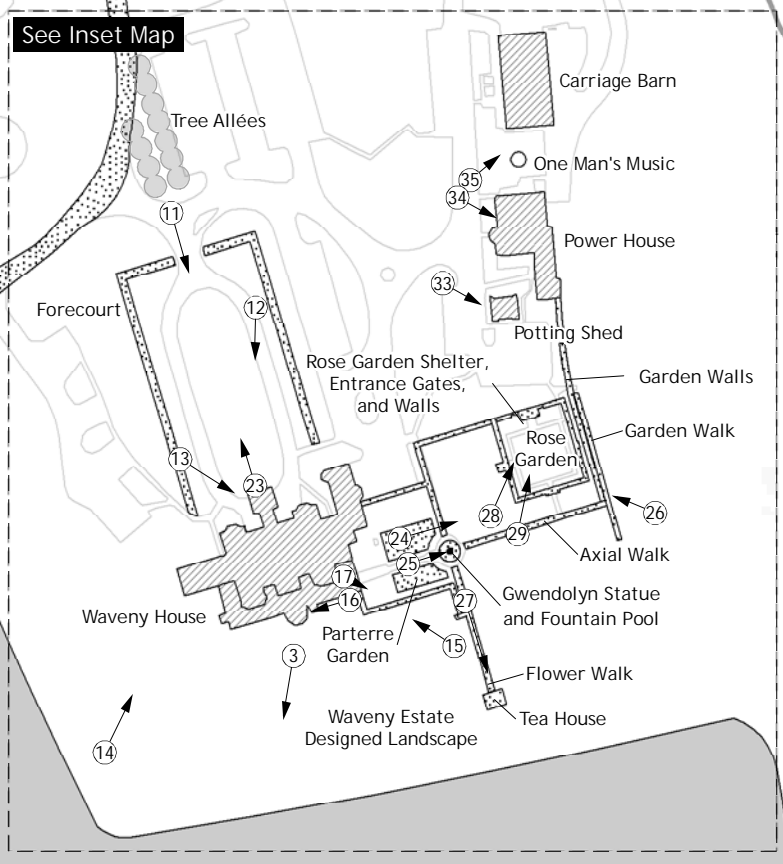 See Inset Map
Carriage Barn
Tree Allées
One Man's Music
35
34
11
Power House
33
Forecourt
12
Potting Shed
Rose Garden Shelter,
Entrance Gates,
and Walls
Garden Walls
Rose
Garden
Garden Walk
13
23
28
29
26
24
25
Axial Walk
17
16
27
Gwendolyn Statue
and Fountain Pool
Waveny House
Parterre
Garden
15
3
Flower Walk
Waveny Estate
Designed Landscape
Tea House
14